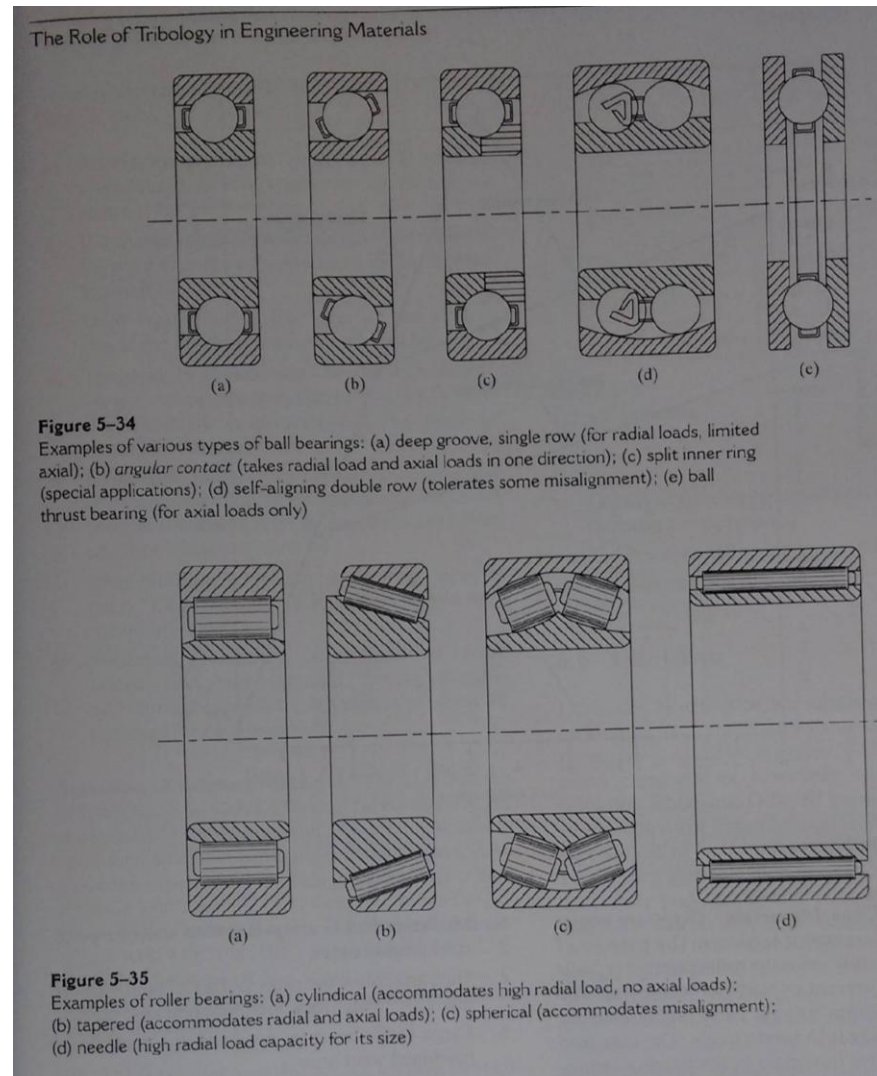 The Role of Tribology in Engineering Materials
(a)
(b)
(c)
(d)
(e)
Figure 5–34
Examples of various types of ball bearings: (a) deep groove, single row (for radial loads, limited
axial); (b) angular contact (takes radial load and axial loads in one direction); (c) split inner ring
(special applications); (d) self-aligning double row (tolerates some misalignment); (e) ball
thrust bearing (for axial loads only)
(a)
(b)
(c)
(d)
Figure 5–35
Examples of roller bearings: (a) cylindical (accommodates high radial load, no axial loads);
(b) tapered (accommodates radial and axial loads); (c) spherical (accommodates misalignment);
(d) needle (high radial load capacity for its size)